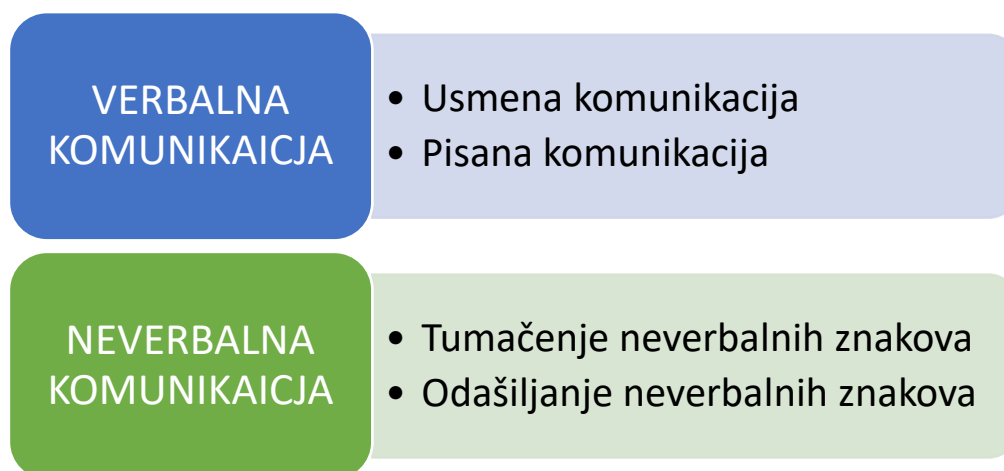 VERBALNA
KOMUNIKAICJA
• Usmena komunikacija
• Pisana komunikacija
NEVERBALNA
KOMUNIKAICJA
• Tumačenje neverbalnih znakova
• Odašiljanje neverbalnih znakova